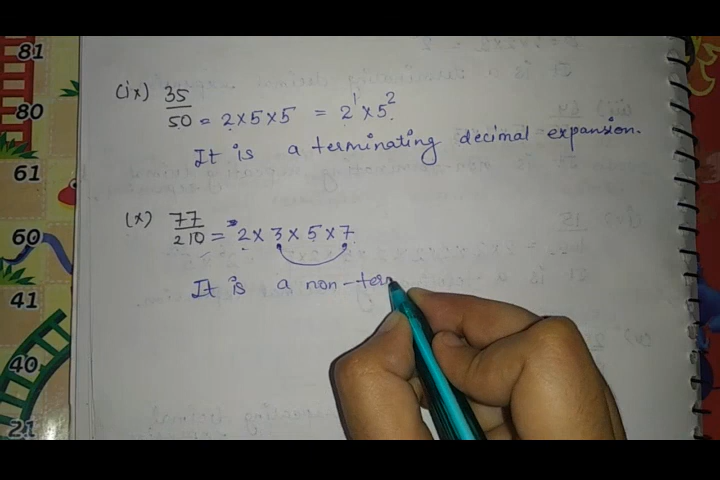 81
80
61
60
41
40
21
(ix) 35
50 = 2×5×5 = 2¹×5²
It is a terminating decimal expansion.
(x) 77
210 = 2×3×5×7
It is a non-term